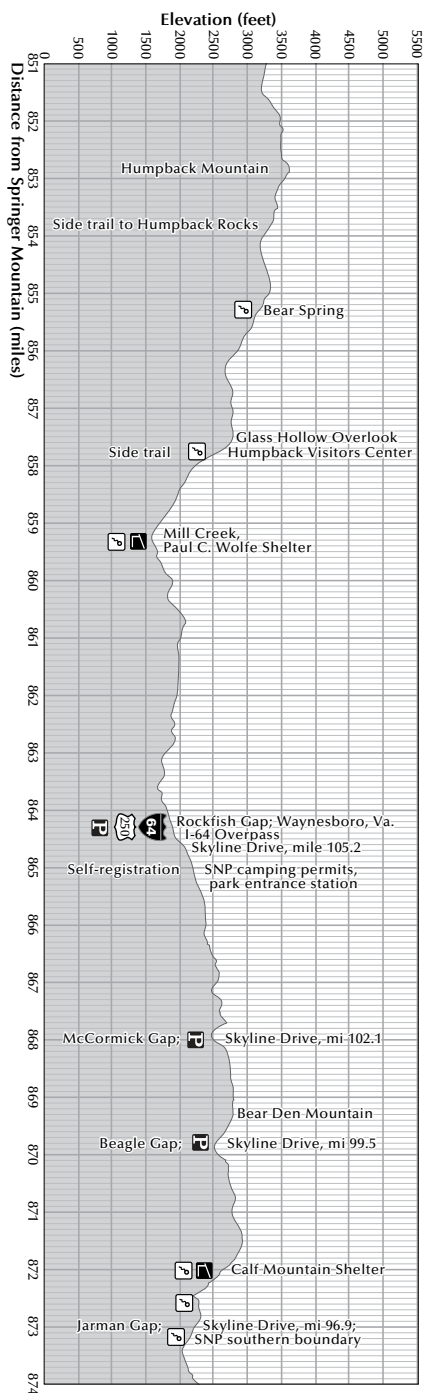 Elevation (feet)
0
500
1000
1500
2000
2500
3000
3500
4000
4500
5000
5500
851
852
Humpback Mountain
853
Side trail to Humpback Rocks
854
855
Bear Spring
856
857
Glass Hollow Overlook
Side trail
Humpback Visitors Center
858
859
Mill Creek,
Paul C. Wolfe Shelter
860
861
862
863
864
Rockfish Gap; Waynesboro, Va.
I-64 Overpass
64
250
P
Skyline Drive, mile 105.2
865
Self-registration
SNP camping permits,
park entrance station
866
867
868
McCormick Gap;
P
Skyline Drive, mi 102.1
869
Bear Den Mountain
Beagle Gap;
P
Skyline Drive, mi 99.5
870
871
872
Calf Mountain Shelter
873
Jarman Gap;
Skyline Drive, mi 96.9;
SNP southern boundary
874
Distance from Springer Mountain (miles)